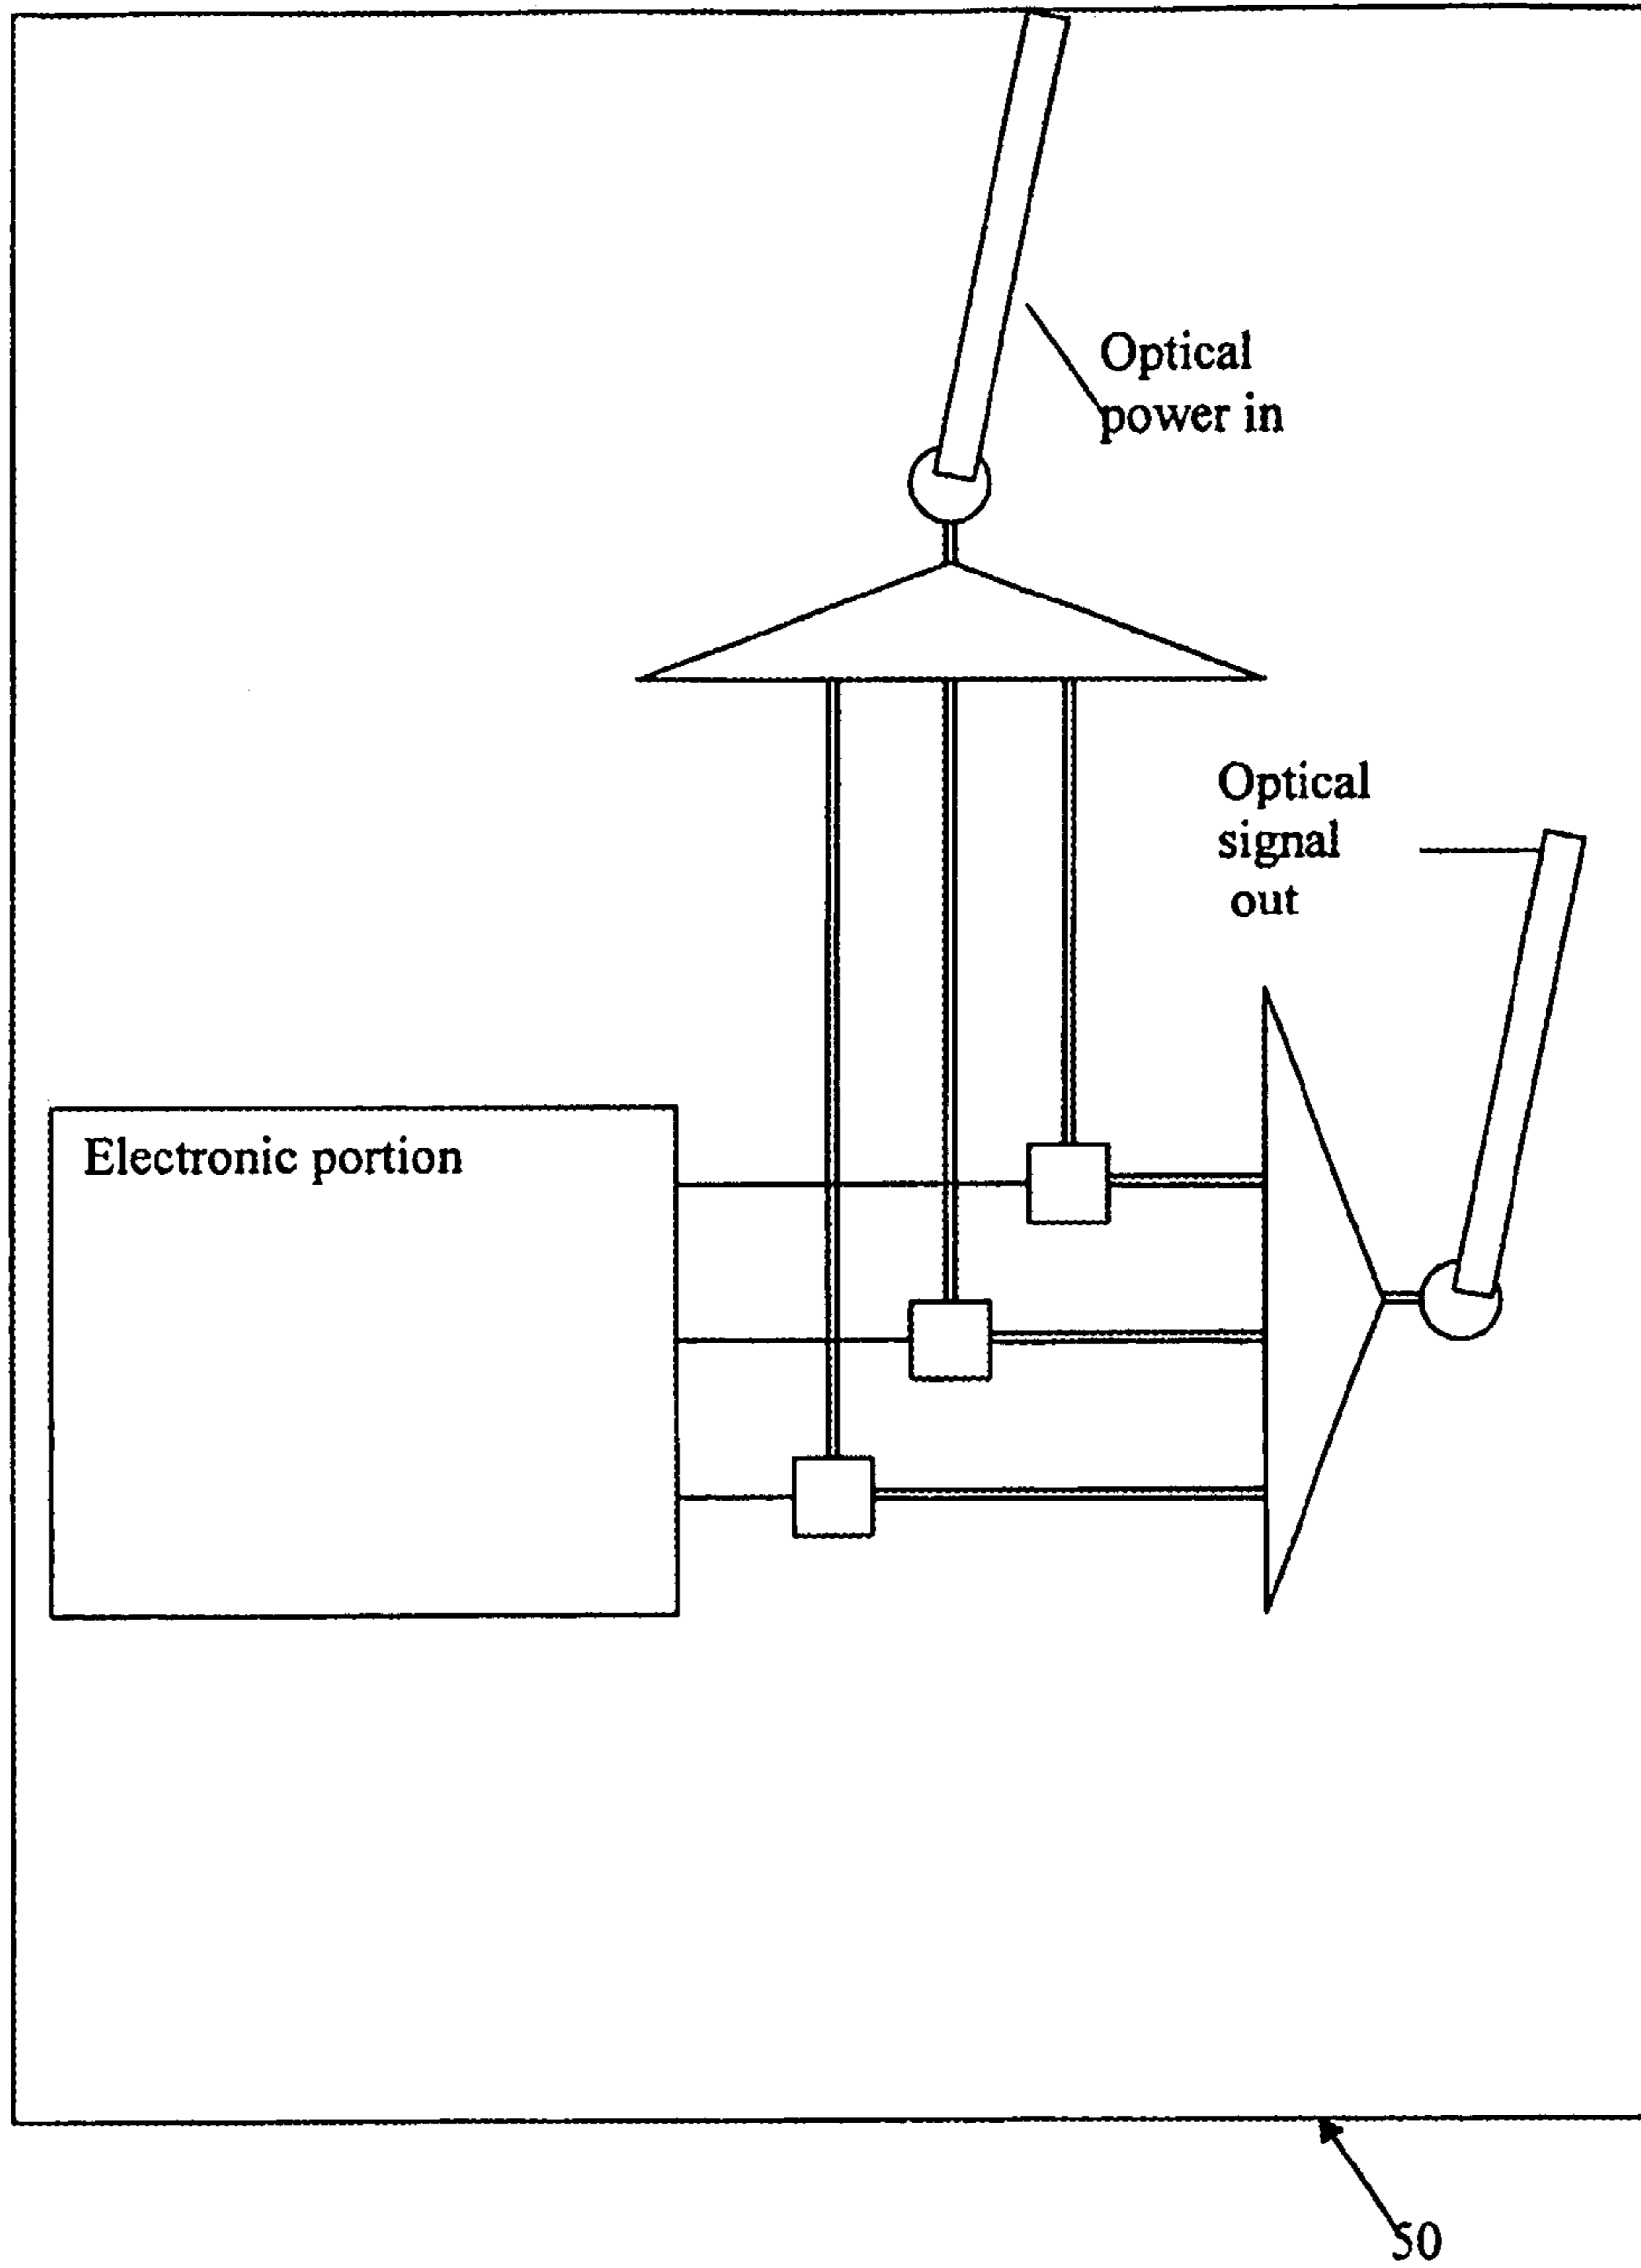 Optical
power in
Optical
signal
out
Electronic portion
50